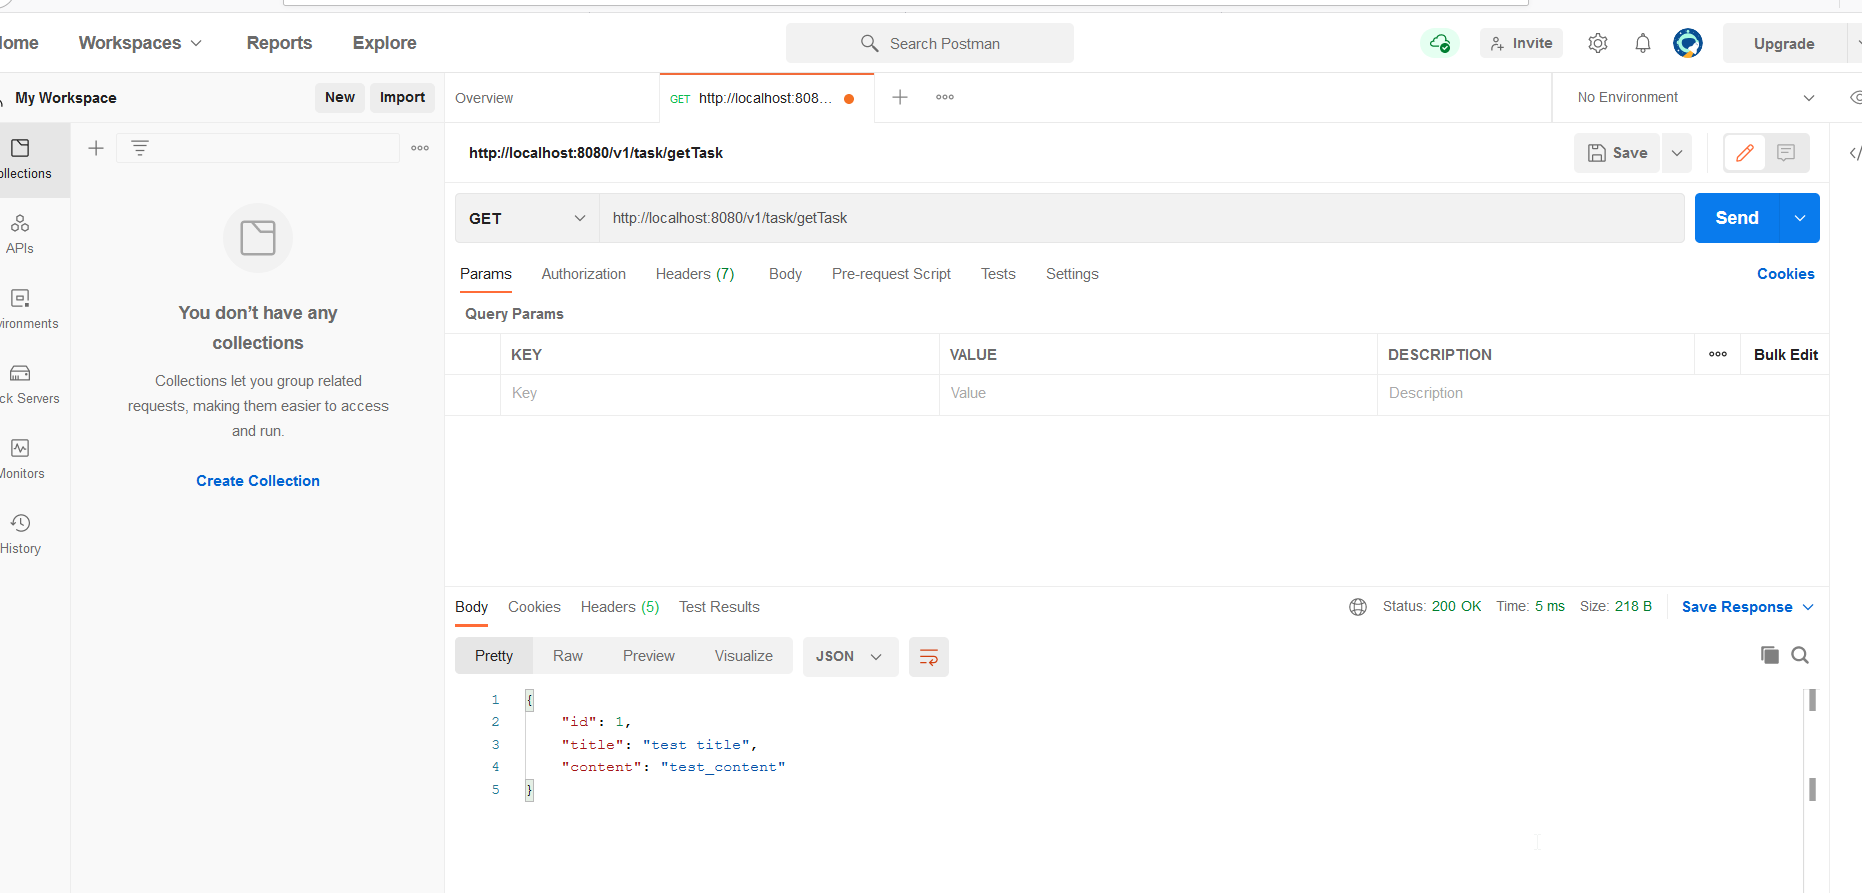 Home Workspaces Reports Explore Search Postman Invite Upgrade
My Workspace New Import Overview GET http://localhost:808... No Environment
http://localhost:8080/v1/task/getTask Save
GET http://localhost:8080/v1/task/getTask Send
Params Authorization Headers (7) Body Pre-request Script Tests Settings Cookies
Query Params
KEY VALUE DESCRIPTION Bulk Edit
Key Value Description
ollections
APIs
vironments
ck Servers
Monitors
History
You don’t have any
collections
Collections let you group related
requests, making them easier to access
and run.
Create Collection
Body Cookies Headers (5) Test Results Status: 200 OK Time: 5 ms Size: 218 B Save Response
Pretty Raw Preview Visualize JSON
1 {
2 "id": 1,
3 "title": "test title",
4 "content": "test_content"
5 }